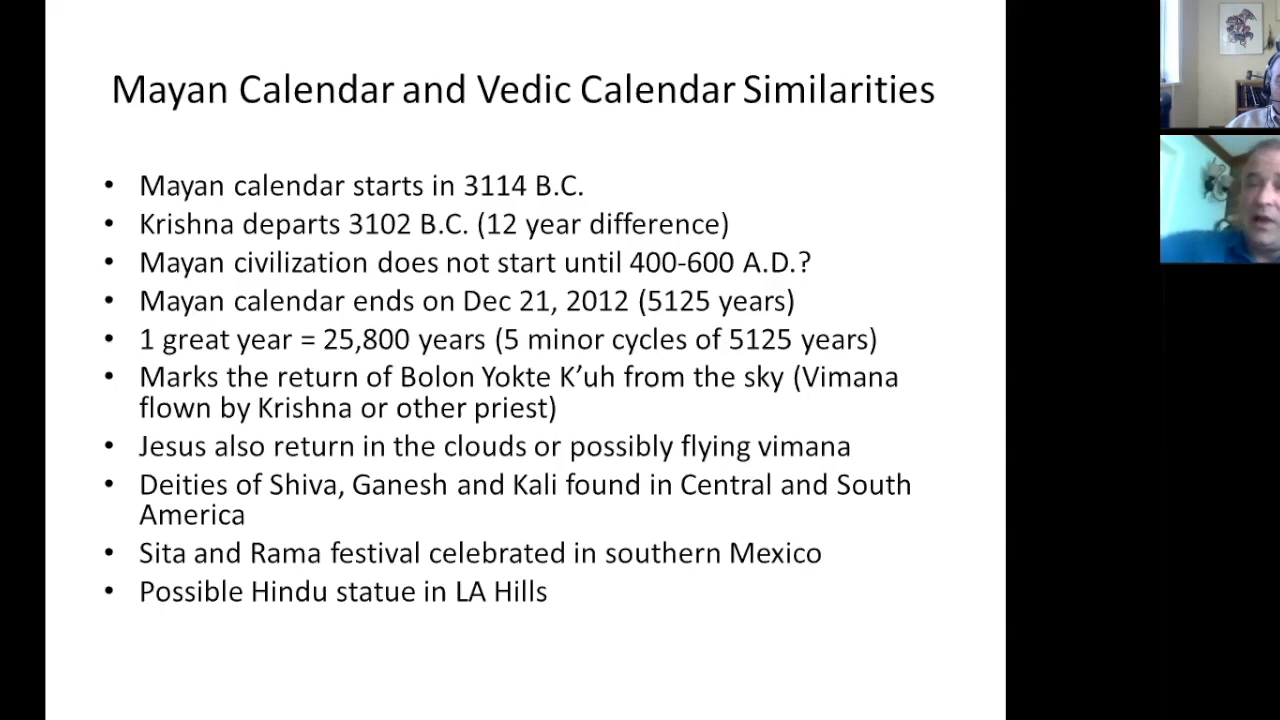 Mayan Calendar and Vedic Calendar Similarities
• Mayan calendar starts in 3114 B.C.
• Krishna departs 3102 B.C. (12 year difference)
• Mayan civilization does not start until 400-600 A.D.?
• Mayan calendar ends on Dec 21, 2012 (5125 years)
• 1 great year = 25,800 years (5 minor cycles of 5125 years)
• Marks the return of Bolon Yokte K’uh from the sky (Vimana
flown by Krishna or other priest)
• Jesus also return in the clouds or possibly flying vimana
• Deities of Shiva, Ganesh and Kali found in Central and South
America
• Sita and Rama festival celebrated in southern Mexico
• Possible Hindu statue in LA Hills